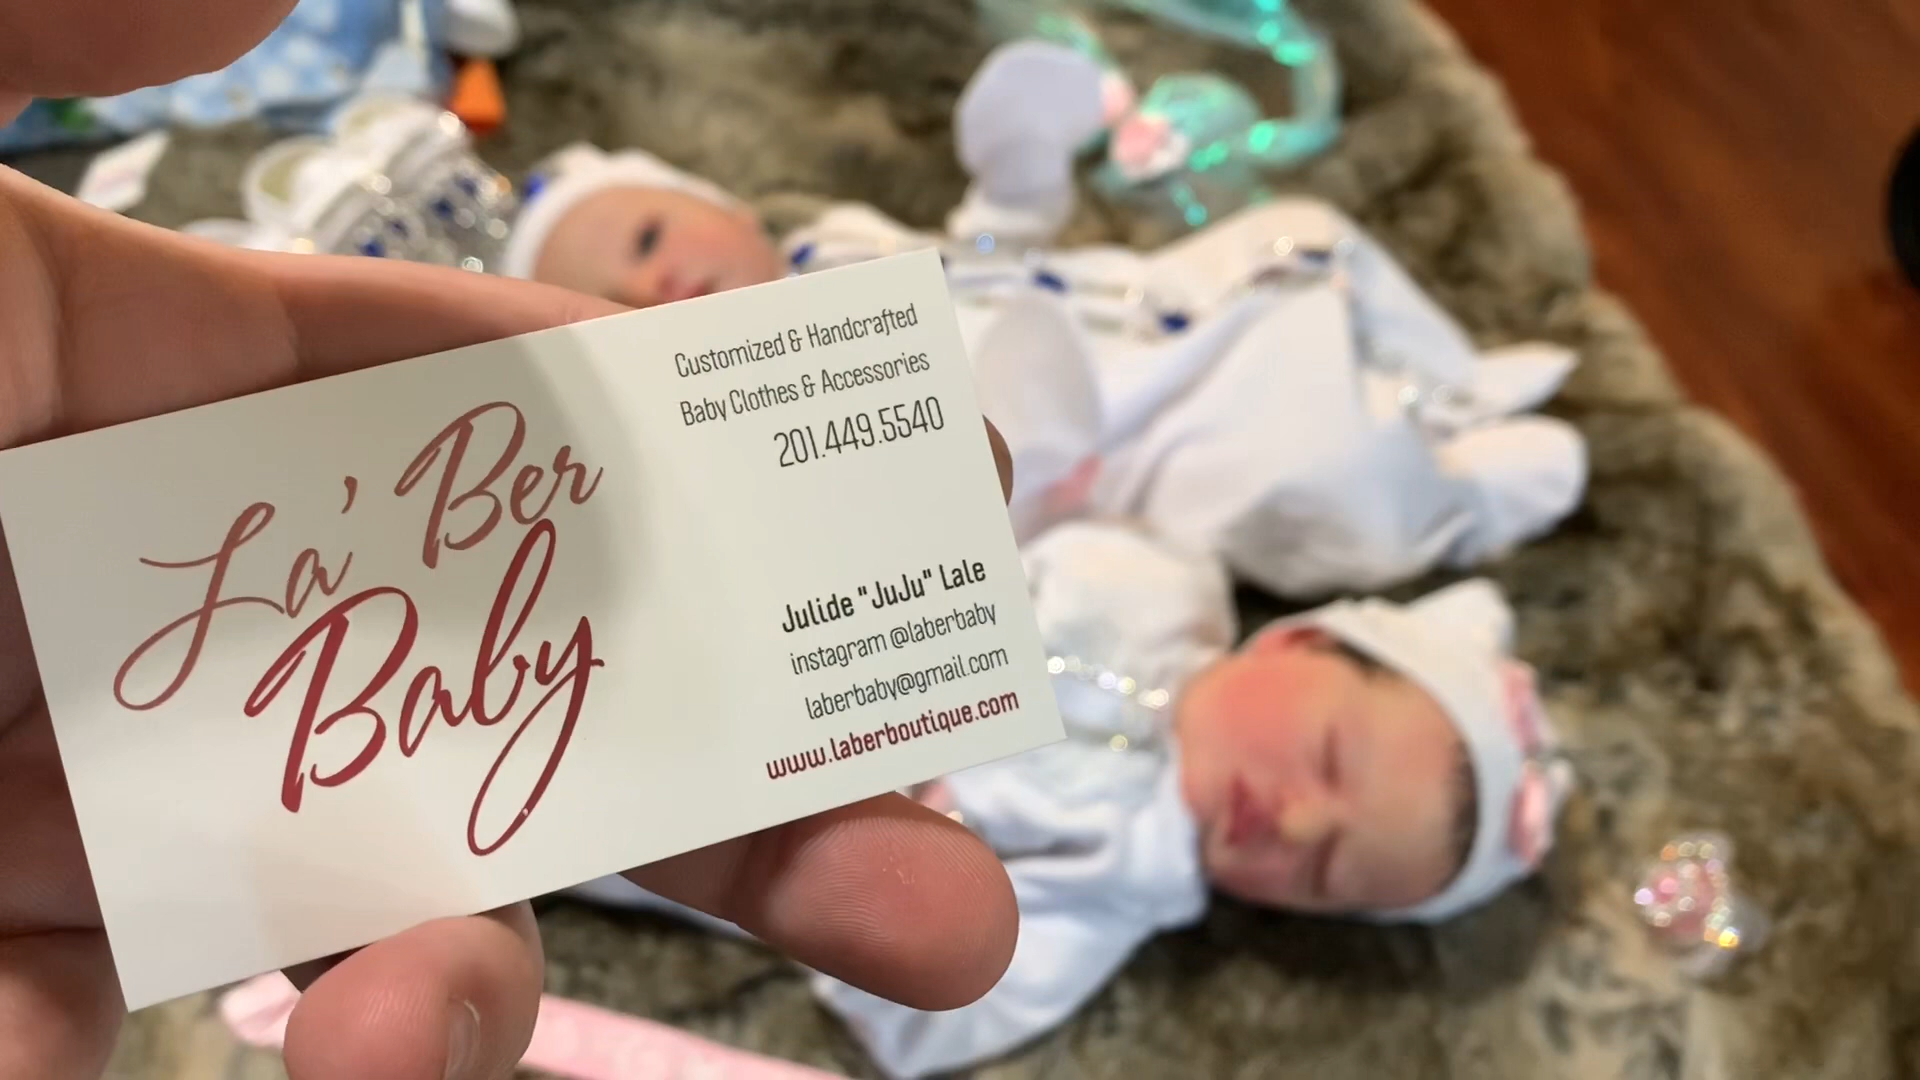 La' Ber
Baby
Customized & Handcrafted
Baby Clothes & Accessories
201.449.5540
Julide "JuJu" Lale
instagram @laberbaby
laberbaby@gmail.com
www.laberboutique.com